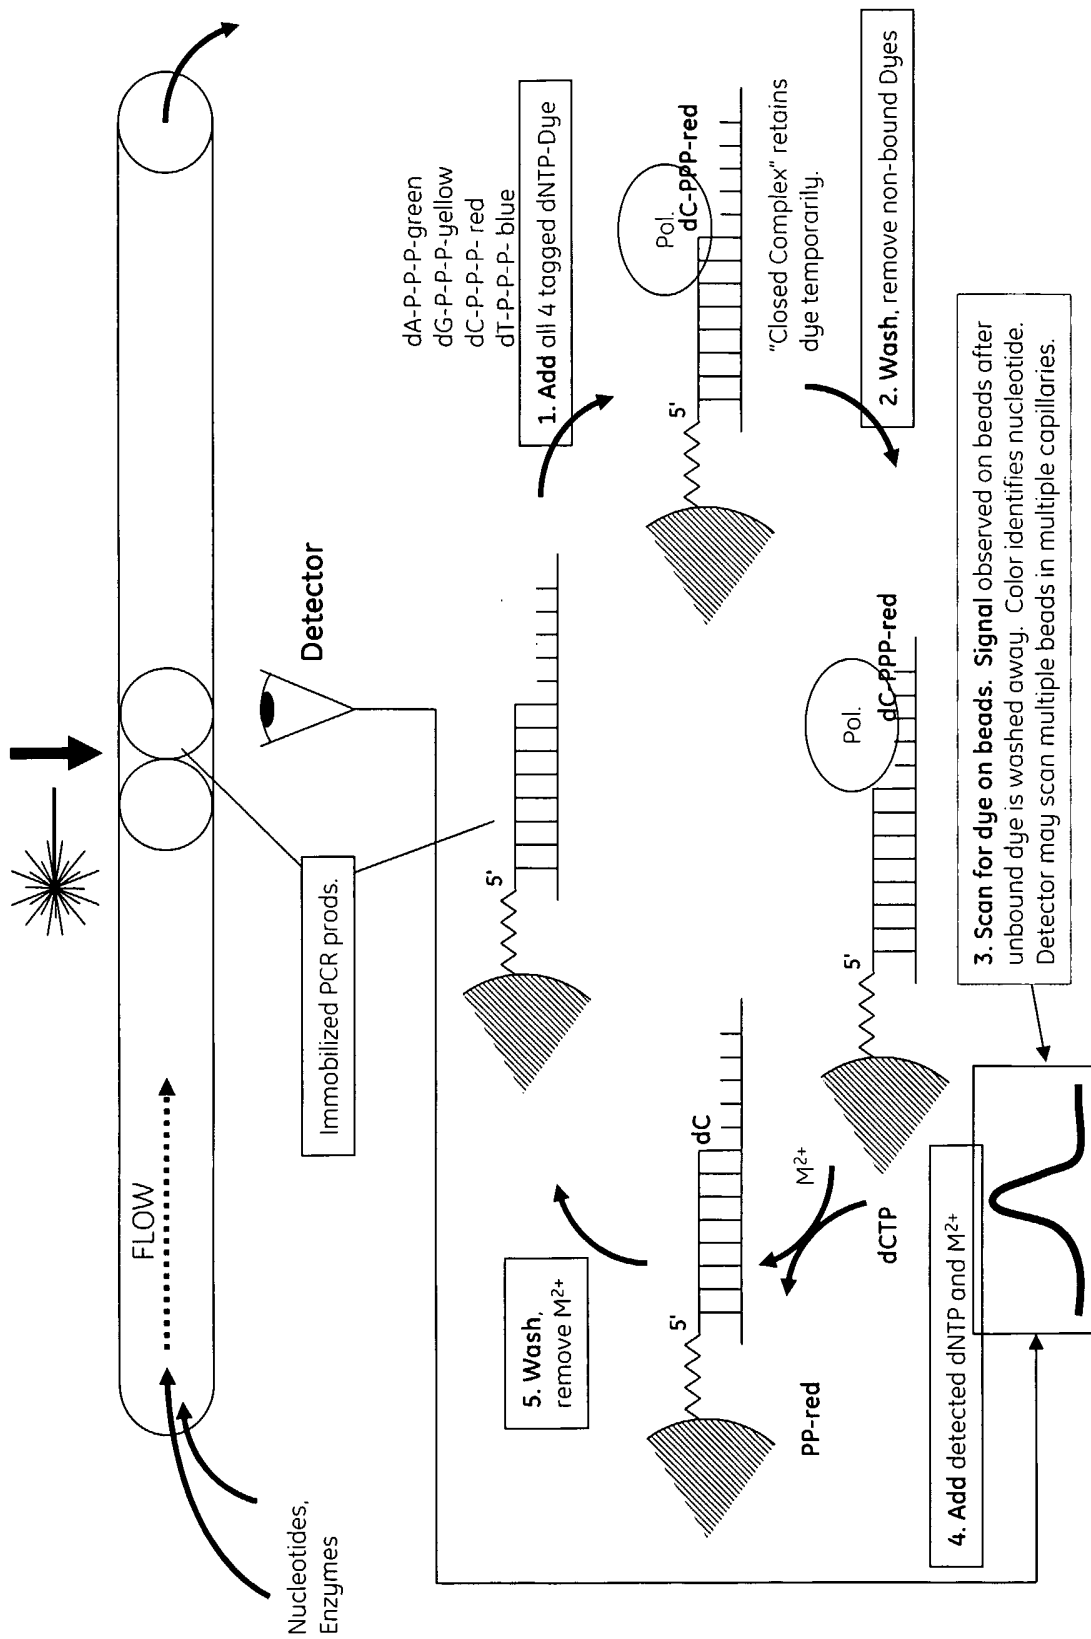 Nucleotides,
Enzymes
FLOW
Immobilized PCR prods.
Detector
dA-P-P-P-green
dG-P-P-P-yellow
dC-P-P-P- red
dT-P-P-P- blue
1. Add all 4 tagged dNTP-Dye
5'
5'
Pol.
dC-PPP-red
"Closed Complex" retains
dye temporarily.
2. Wash, remove non-bound Dyes
5'
Pol.
dC-PPP-red
3. Scan for dye on beads. Signal observed on beads after
unbound dye is washed away. Color identifies nucleotide.
Detector may scan multiple beads in multiple capillaries.
4. Add detected dNTP and M²⁺
dCTP
M²⁺
PP-red
5'
dC
5. Wash,
remove M²⁺